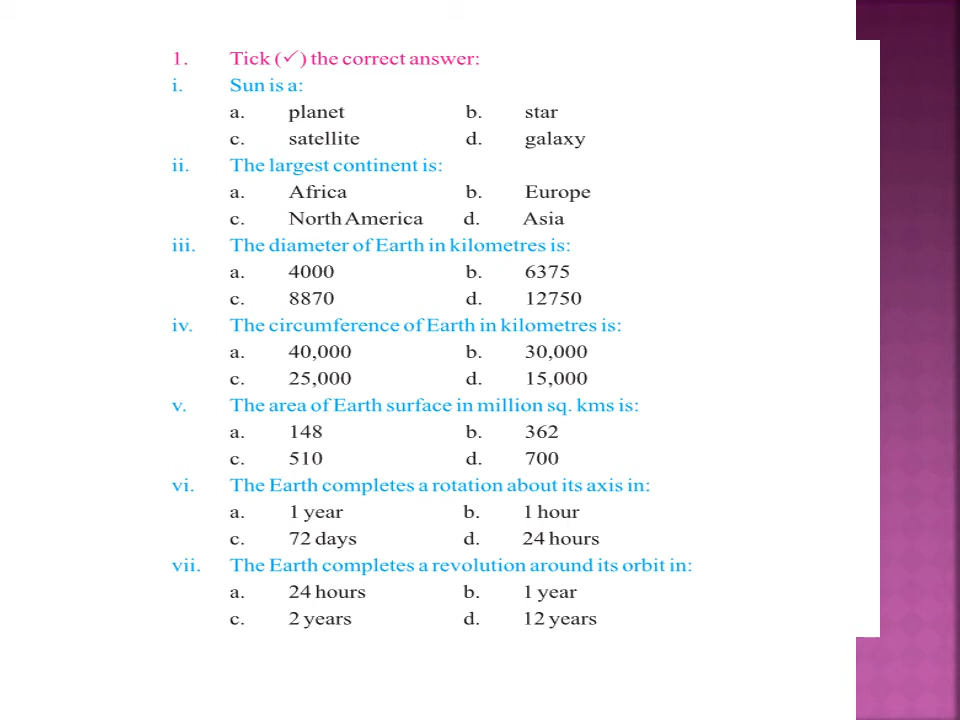 1. Tick (✓) the correct answer:
i. Sun is a:
a. planet b. star
c. satellite d. galaxy
ii. The largest continent is:
a. Africa b. Europe
c. North America d. Asia
iii. The diameter of Earth in kilometres is:
a. 4000 b. 6375
c. 8870 d. 12750
iv. The circumference of Earth in kilometres is:
a. 40,000 b. 30,000
c. 25,000 d. 15,000
v. The area of Earth surface in million sq. kms is:
a. 148 b. 362
c. 510 d. 700
vi. The Earth completes a rotation about its axis in:
a. 1 year b. 1 hour
c. 72 days d. 24 hours
vii. The Earth completes a revolution around its orbit in:
a. 24 hours b. 1 year
c. 2 years d. 12 years